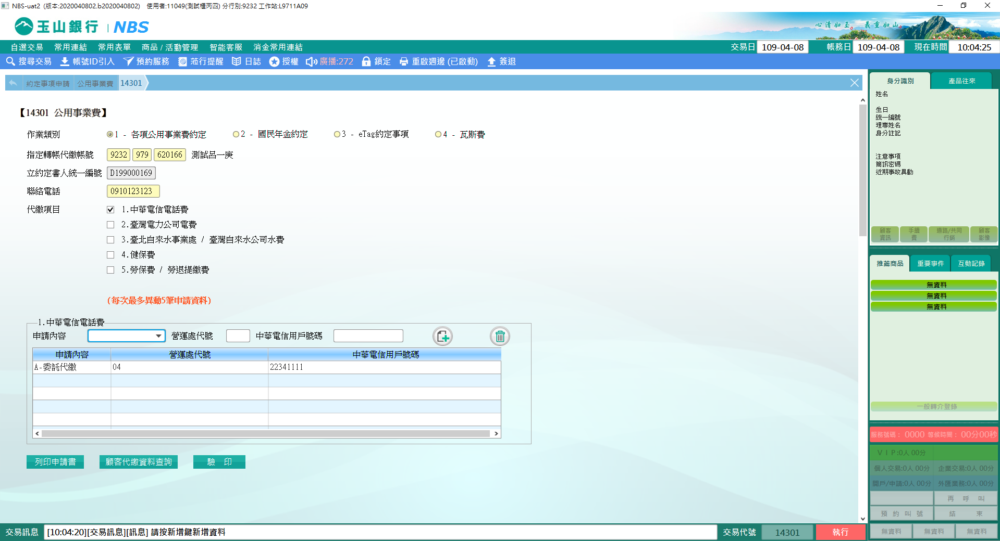 NBS-uat2 (版本:2020040802.b2020040802) 使用者:11049(測試櫃丙四) 分行別:9232 工作站:L9711A09
玉山銀行 | NBS
心清如玉。義重如山。
自選交易 常用連結 常用表單 商品 / 活動管理 智能客服 消金常用連結 交易日 109-04-08 帳務日 109-04-08 現在時間 10:04:25
搜尋交易 帳號ID引入 預約服務 蒞行提醒 日誌 授權 廣播:272 鎖定 重啟週邊 (已啟動) 簽退
約定事項申請 公用事業費 14301
【14301 公用事業費】
作業類別 1 - 各項公用事業費約定 2 - 國民年金約定 3 - eTag約定事項 4 - 瓦斯費
指定轉帳代繳帳號 9232 979 620166 測試呂一庚
立約定書人統一編號 D199000169
聯絡電話 0910123123
代繳項目 1.中華電信電話費
2.臺灣電力公司電費
3.臺北自來水事業處 / 臺灣自來水公司水費
4.健保費
5.勞保費 / 勞退提繳費
(每次最多異動5筆申請資料)
1.中華電信電話費
申請內容 營運處代號 中華電信用戶號碼
申請內容 營運處代號 中華電信用戶號碼
A-委託代繳 04 22341111
列印申請書 顧客代繳資料查詢 驗 印
交易訊息 [10:04:20][交易訊息][訊息] 請按新增鍵新增資料 交易代號 14301 執行
身分識別 產品往來
姓名
生日
統一編號
理專姓名
身分註記
注意事項
簡訊密碼
近期事故異動
顧客資訊 手續費 通路/共同行銷 顧客影像
推薦商品 重要事件 互動記錄
無資料
無資料
無資料
一般轉介登錄
服務號碼： 0000 等候時間： 00分00秒
ＶＩＰ:0人 00分
個人交易:0人 00分 企業交易:0人 00分
開戶/申請:0人 00分 外匯業務:0人 00分
再 呼 叫
預 約 叫 號 結 束
無資料 無資料 無資料